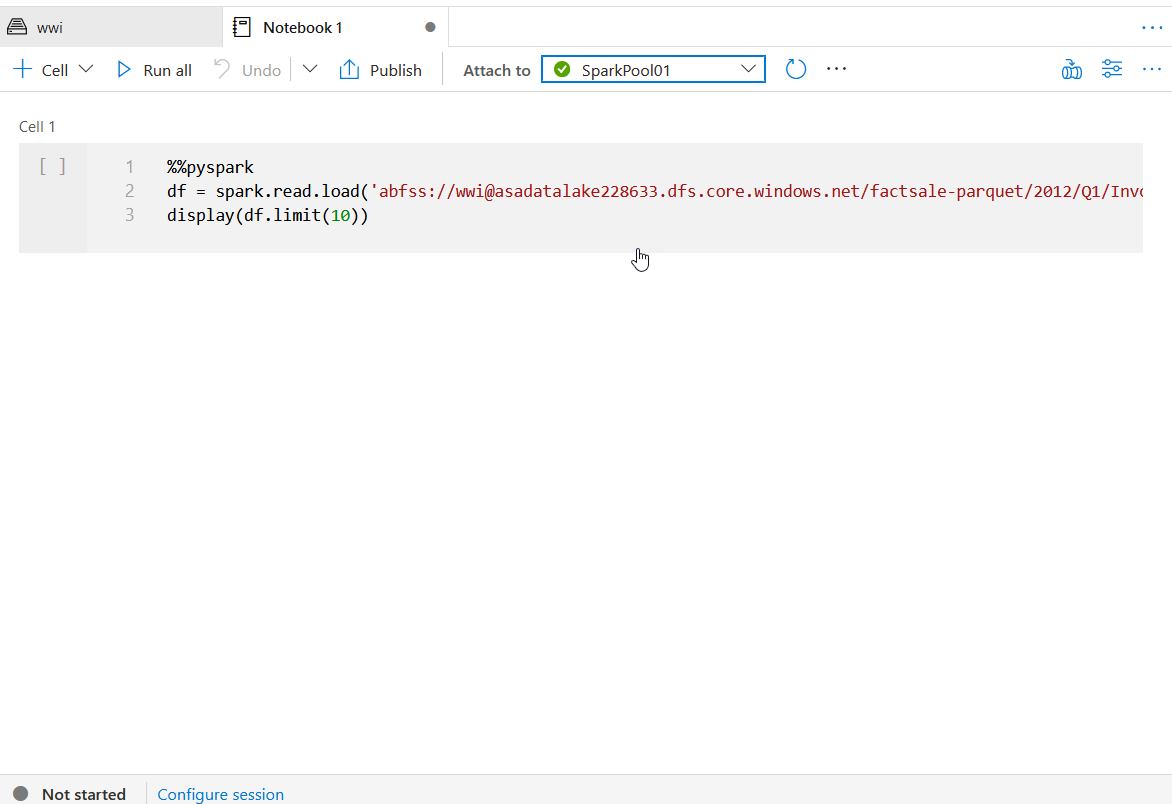 wwi
Notebook 1
Cell
Run all
Undo
Publish
Attach to
SparkPool01
Cell 1
[ ]
1 %%pyspark
2 df = spark.read.load('abfss://wwi@asadatalake228633.dfs.core.windows.net/factsale-parquet/2012/Q1/Inv
3 display(df.limit(10))
Not started
Configure session